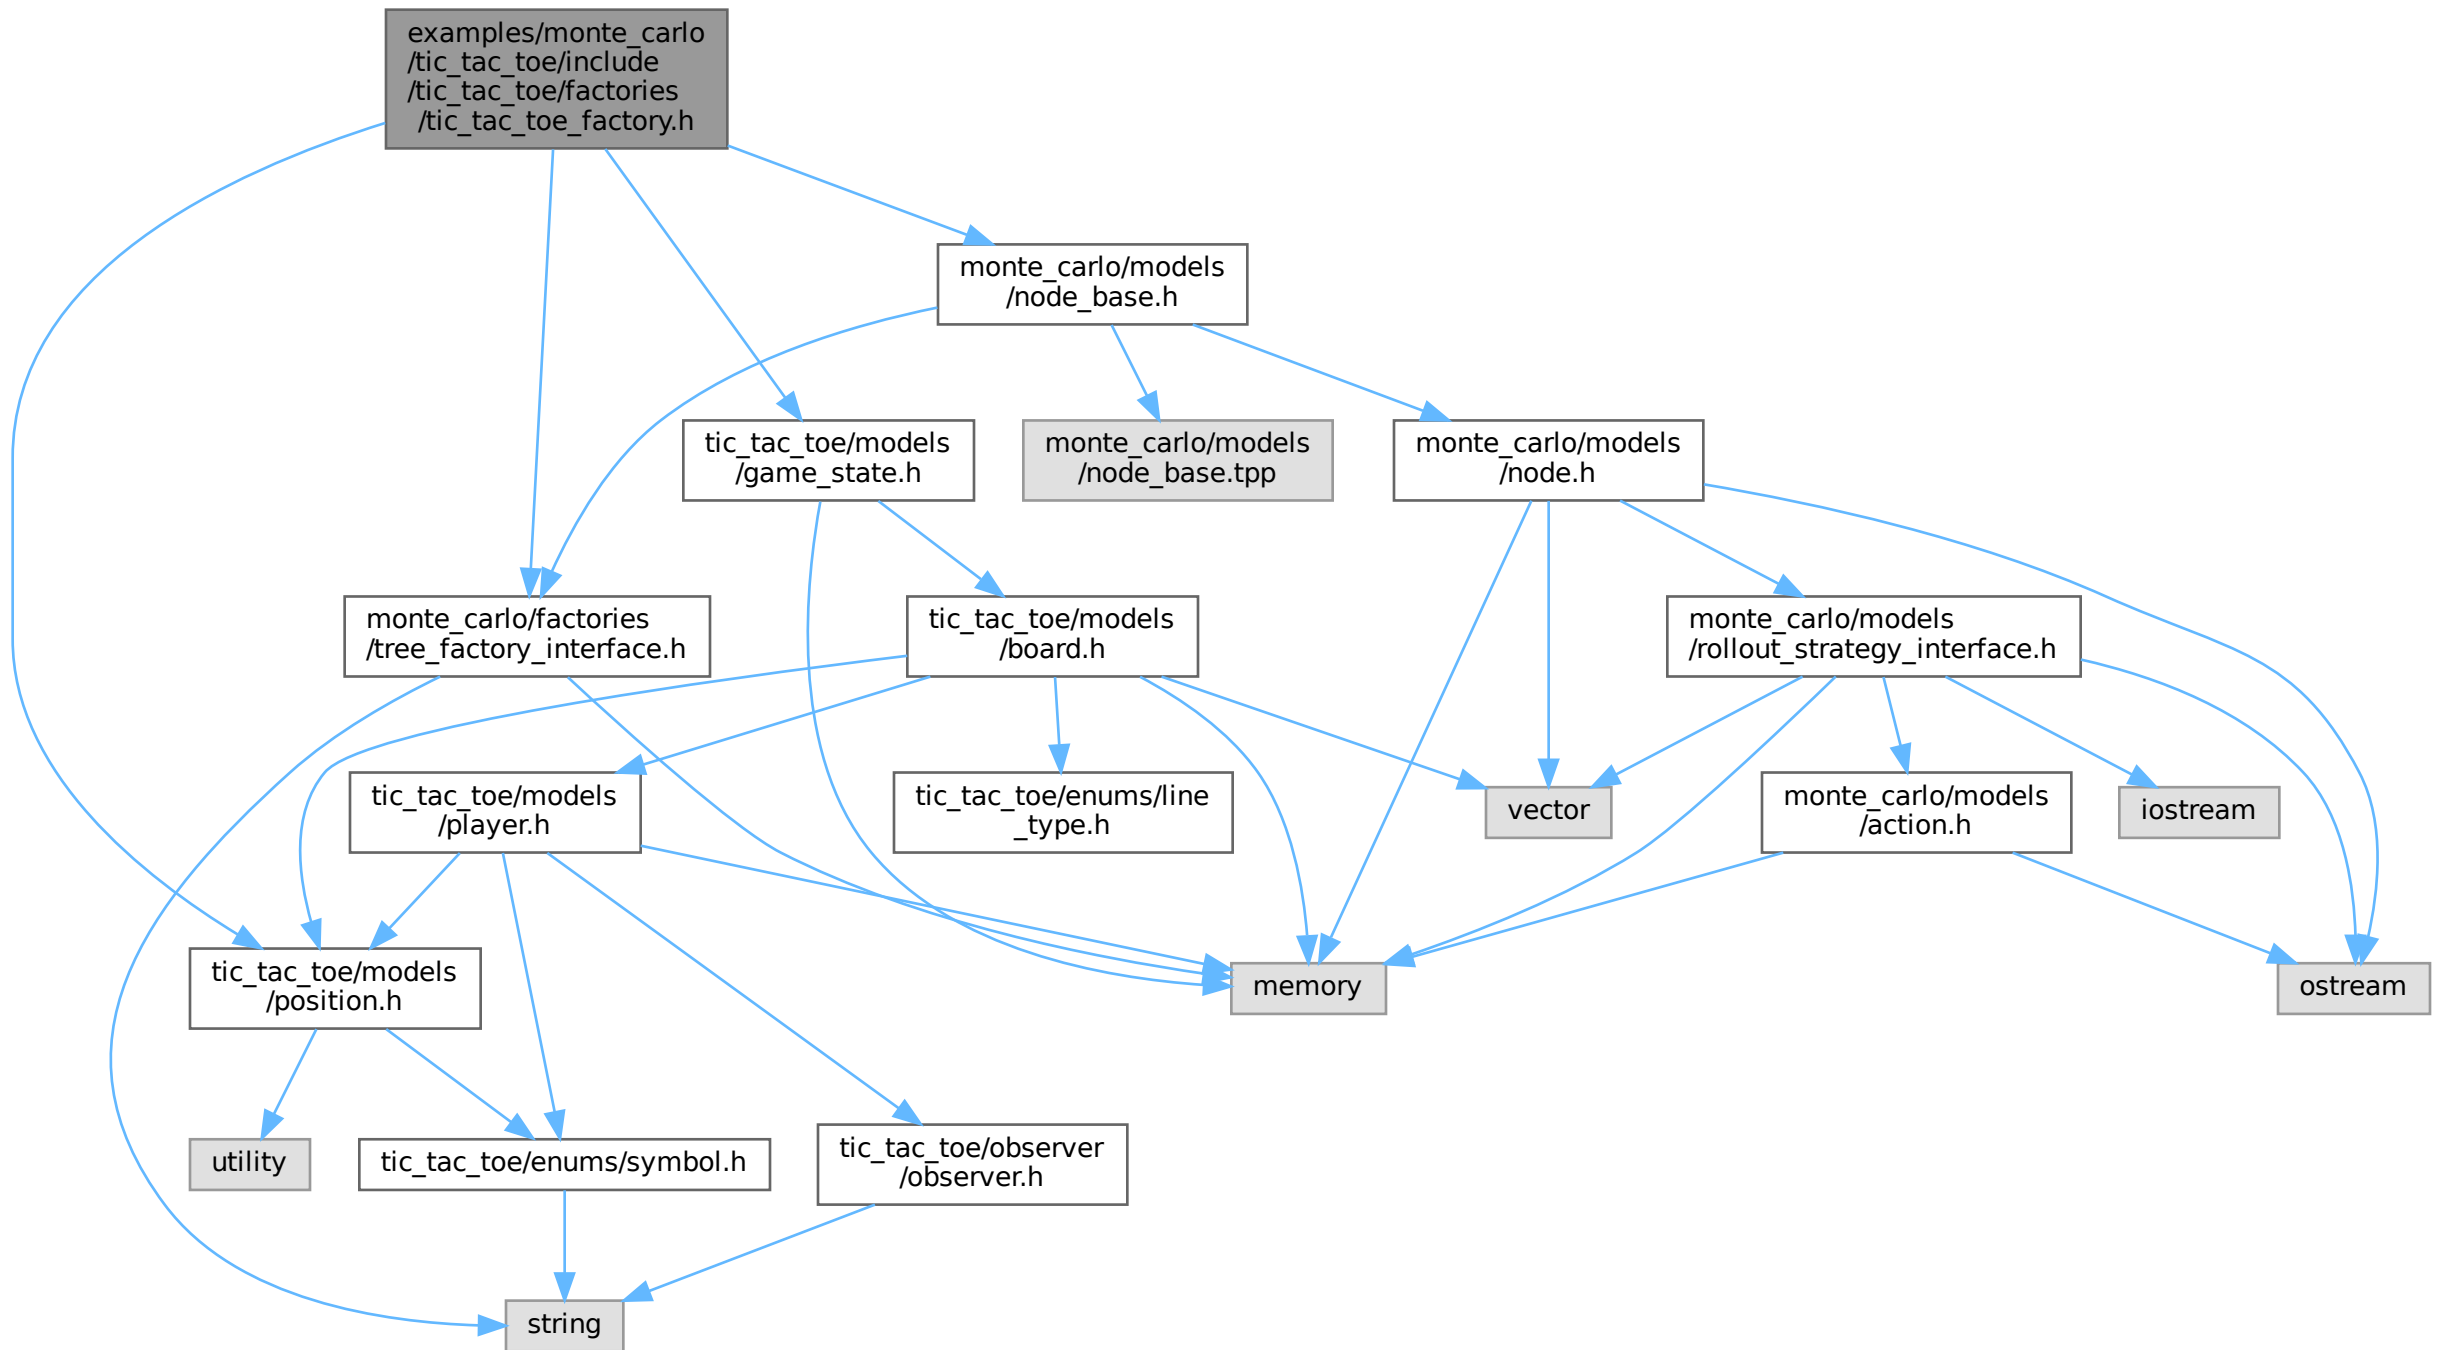 examples/monte_carlo
/tic_tac_toe/include
/tic_tac_toe/factories
/tic_tac_toe_factory.h
monte_carlo/models
/node_base.h
tic_tac_toe/models
/game_state.h
monte_carlo/models
/node_base.tpp
monte_carlo/models
/node.h
monte_carlo/factories
/tree_factory_interface.h
tic_tac_toe/models
/board.h
monte_carlo/models
/rollout_strategy_interface.h
tic_tac_toe/models
/player.h
tic_tac_toe/enums/line
_type.h
vector
monte_carlo/models
/action.h
iostream
tic_tac_toe/models
/position.h
memory
ostream
utility
tic_tac_toe/enums/symbol.h
tic_tac_toe/observer
/observer.h
string